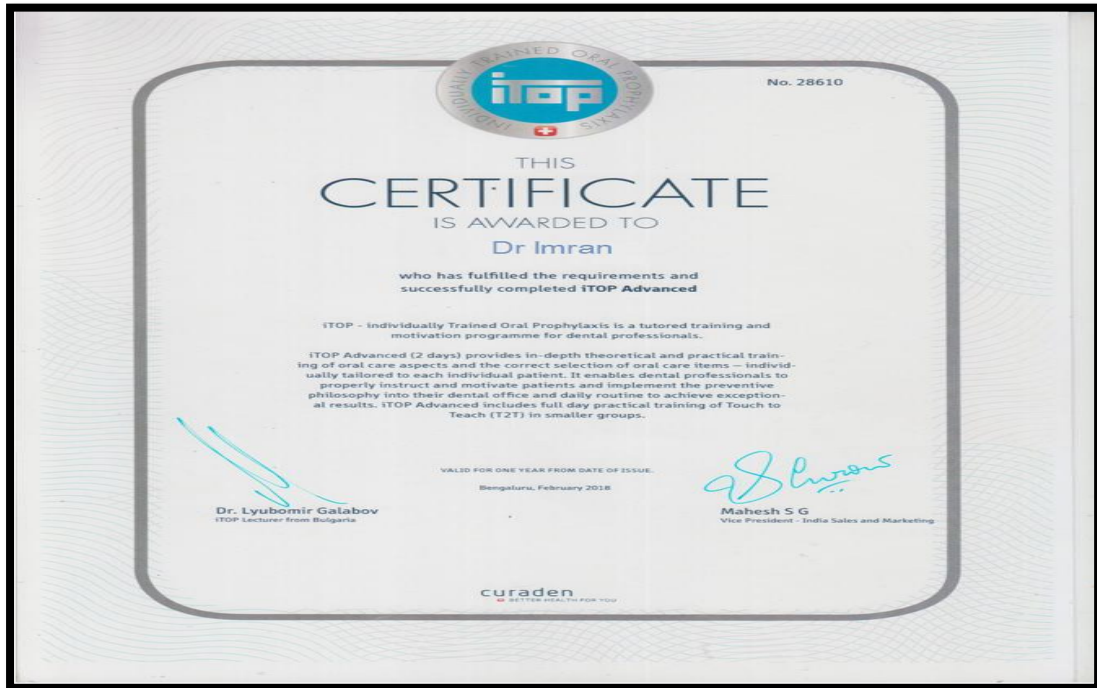 INDIVIDUALLY TRAINED ORAL PROPHYLAXIS
iTOP
No. 28610
THIS
CERTIFICATE
IS AWARDED TO
Dr Imran
who has fulfilled the requirements and
successfully completed iTOP Advanced
iTOP - individually Trained Oral Prophylaxis is a tutored training and
motivation programme for dental professionals.
iTOP Advanced (2 days) provides in-depth theoretical and practical train-
ing of oral care aspects and the correct selection of oral care items – individ-
ually tailored to each individual patient. It enables dental professionals to
properly instruct and motivate patients and implement the preventive
philosophy into their dental office and daily routine to achieve exception-
al results. iTOP Advanced includes full day practical training of Touch to
Teach (T2T) in smaller groups.
VALID FOR ONE YEAR FROM DATE OF ISSUE.
Bengaluru, February 2018
Dr. Lyubomir Galabov
iTOP Lecturer from Bulgaria
Mahesh S G
Vice President - India Sales and Marketing
curaden
BETTER HEALTH FOR YOU